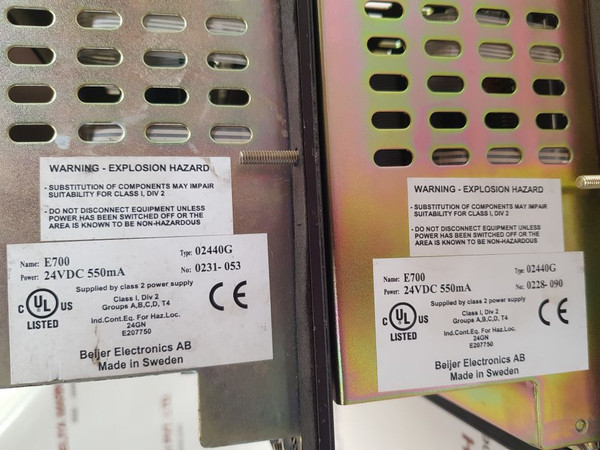 WARNING - EXPLOSION HAZARD
- SUBSTITUTION OF COMPONENTS MAY IMPAIR
SUITABILITY FOR CLASS I, DIV 2
- DO NOT DISCONNECT EQUIPMENT UNLESS
POWER HAS BEEN SWITCHED OFF OR THE
AREA IS KNOWN TO BE NON-HAZARDOUS
Name: E700 Type: 02440G
Power: 24VDC 550mA No: 0231- 053
Supplied by class 2 power supply
Class I, Div 2
Groups A,B,C,D, T4
Ind.Cont.Eq. For Haz.Loc.
24GN
E207750
C UL US
LISTED
CE
Beijer Electronics AB
Made in Sweden
WARNING - EXPLOSION HAZARD
- SUBSTITUTION OF COMPONENTS MAY IMPAIR
SUITABILITY FOR CLASS I, DIV 2
- DO NOT DISCONNECT EQUIPMENT UNLESS
POWER HAS BEEN SWITCHED OFF OR THE
AREA IS KNOWN TO BE NON-HAZARDOUS
Name: E700 Type: 02440G
Power: 24VDC 550mA No: 0228- 090
Supplied by class 2 power supply
Class I, Div 2
Groups A,B,C,D, T4
Ind.Cont.Eq. For Haz.Loc.
24GN
E207750
C UL US
LISTED
CE
Beijer Electronics AB
Made in Sweden